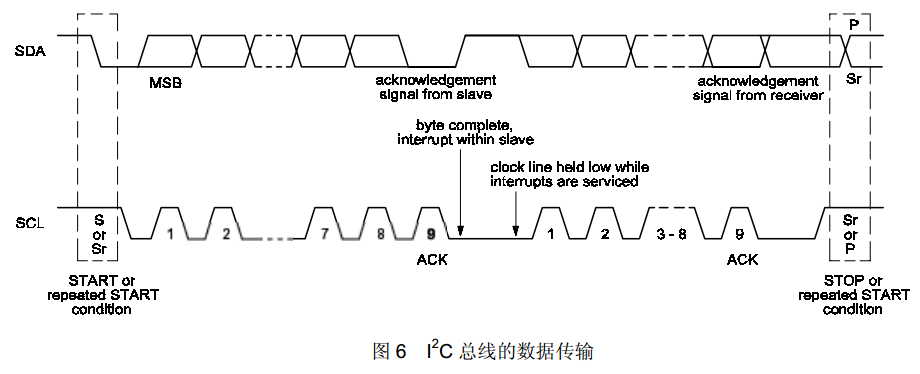 P
SDA
MSB
acknowledgement
signal from slave
acknowledgement
signal from receiver
Sr
byte complete,
interrupt within slave
clock line held low while
interrupts are serviced
SCL
S
or
Sr
1
2
7
8
9
1
2
3 - 8
9
Sr
or
P
ACK
ACK
START or
repeated START
condition
STOP or
repeated START
condition
图 6 I²C 总线的数据传输